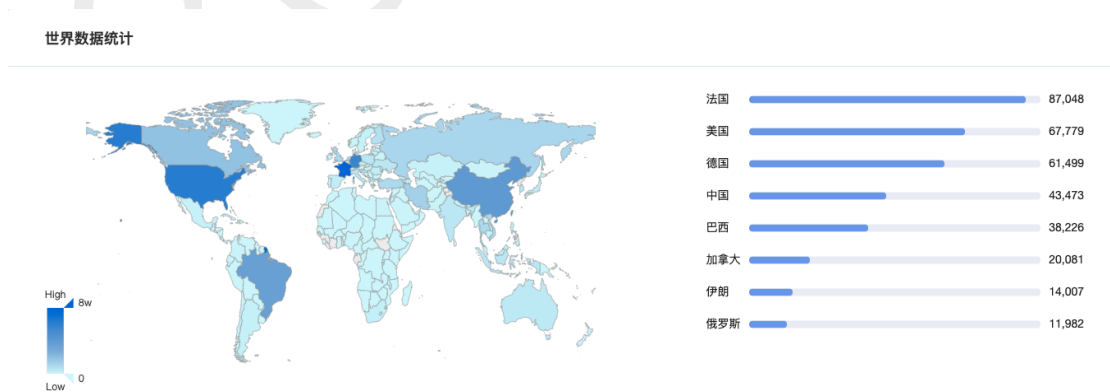 世界数据统计
High
8w
0
Low
法国 87,048
美国 67,779
德国 61,499
中国 43,473
巴西 38,226
加拿大 20,081
伊朗 14,007
俄罗斯 11,982